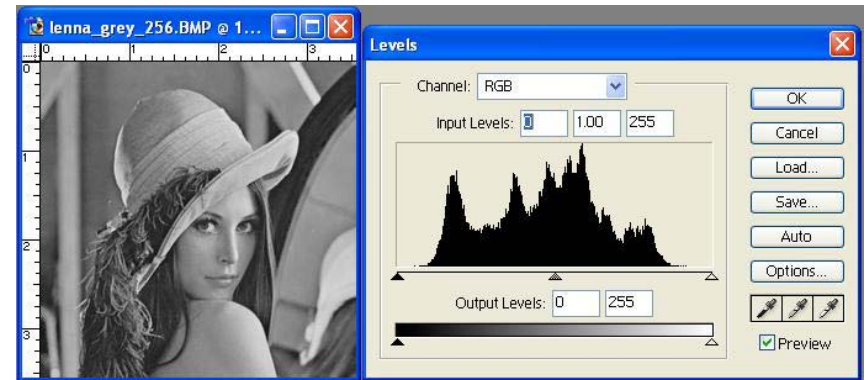 lenna_grey_256.BMP @ 1...
0 1 2 3
0
1
2
3
Levels
Channel: RGB
Input Levels: 0 1.00 255
Output Levels: 0 255
OK
Cancel
Load...
Save...
Auto
Options...
Preview